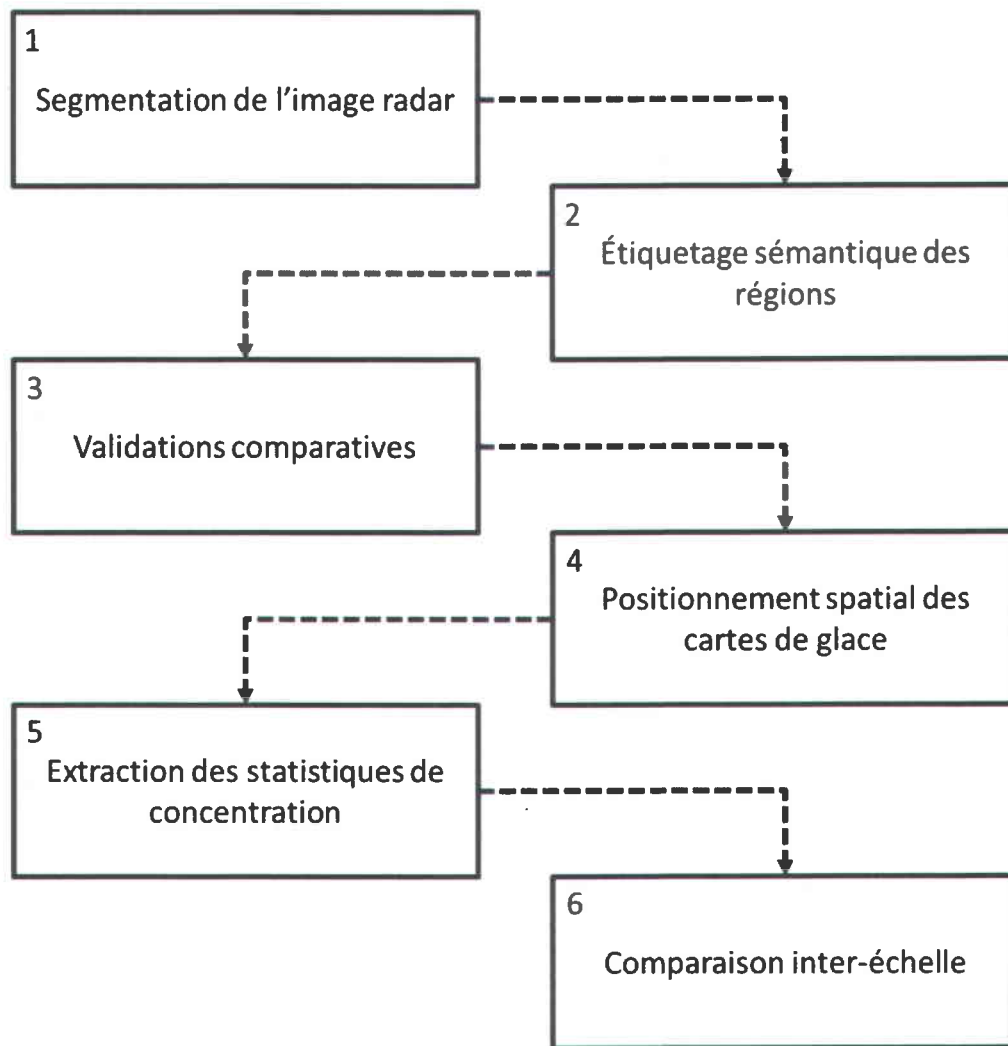 1
Segmentation de l'image radar
2
Étiquetage sémantique des
régions
3
Validations comparatives
4
Positionnement spatial des
cartes de glace
5
Extraction des statistiques de
concentration
6
Comparaison inter-échelle